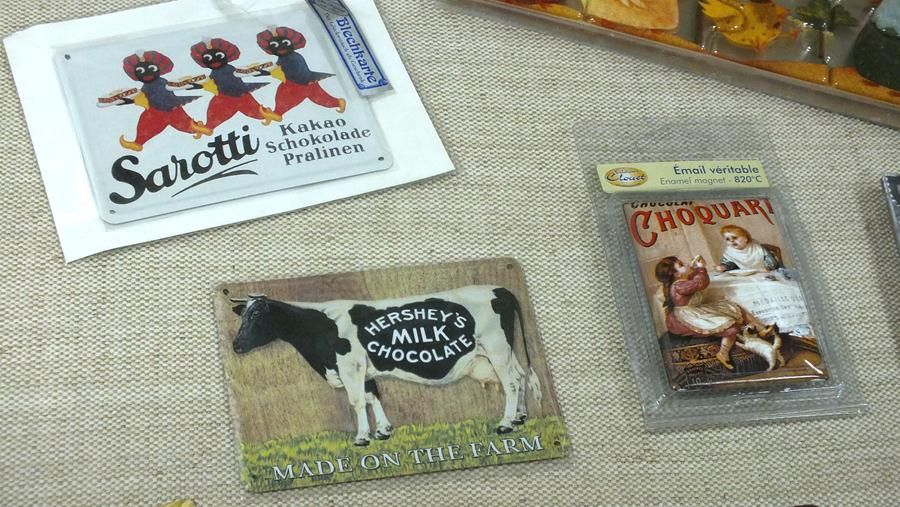 Blechkarte
Sarotti
Kakao
Schokolade
Pralinen
HERSHEY'S
MILK
CHOCOLATE
MADE ON THE FARM
Clouet
Émail véritable
Enamel magnet - 820°C
CHOCOLAT
CHOQUART